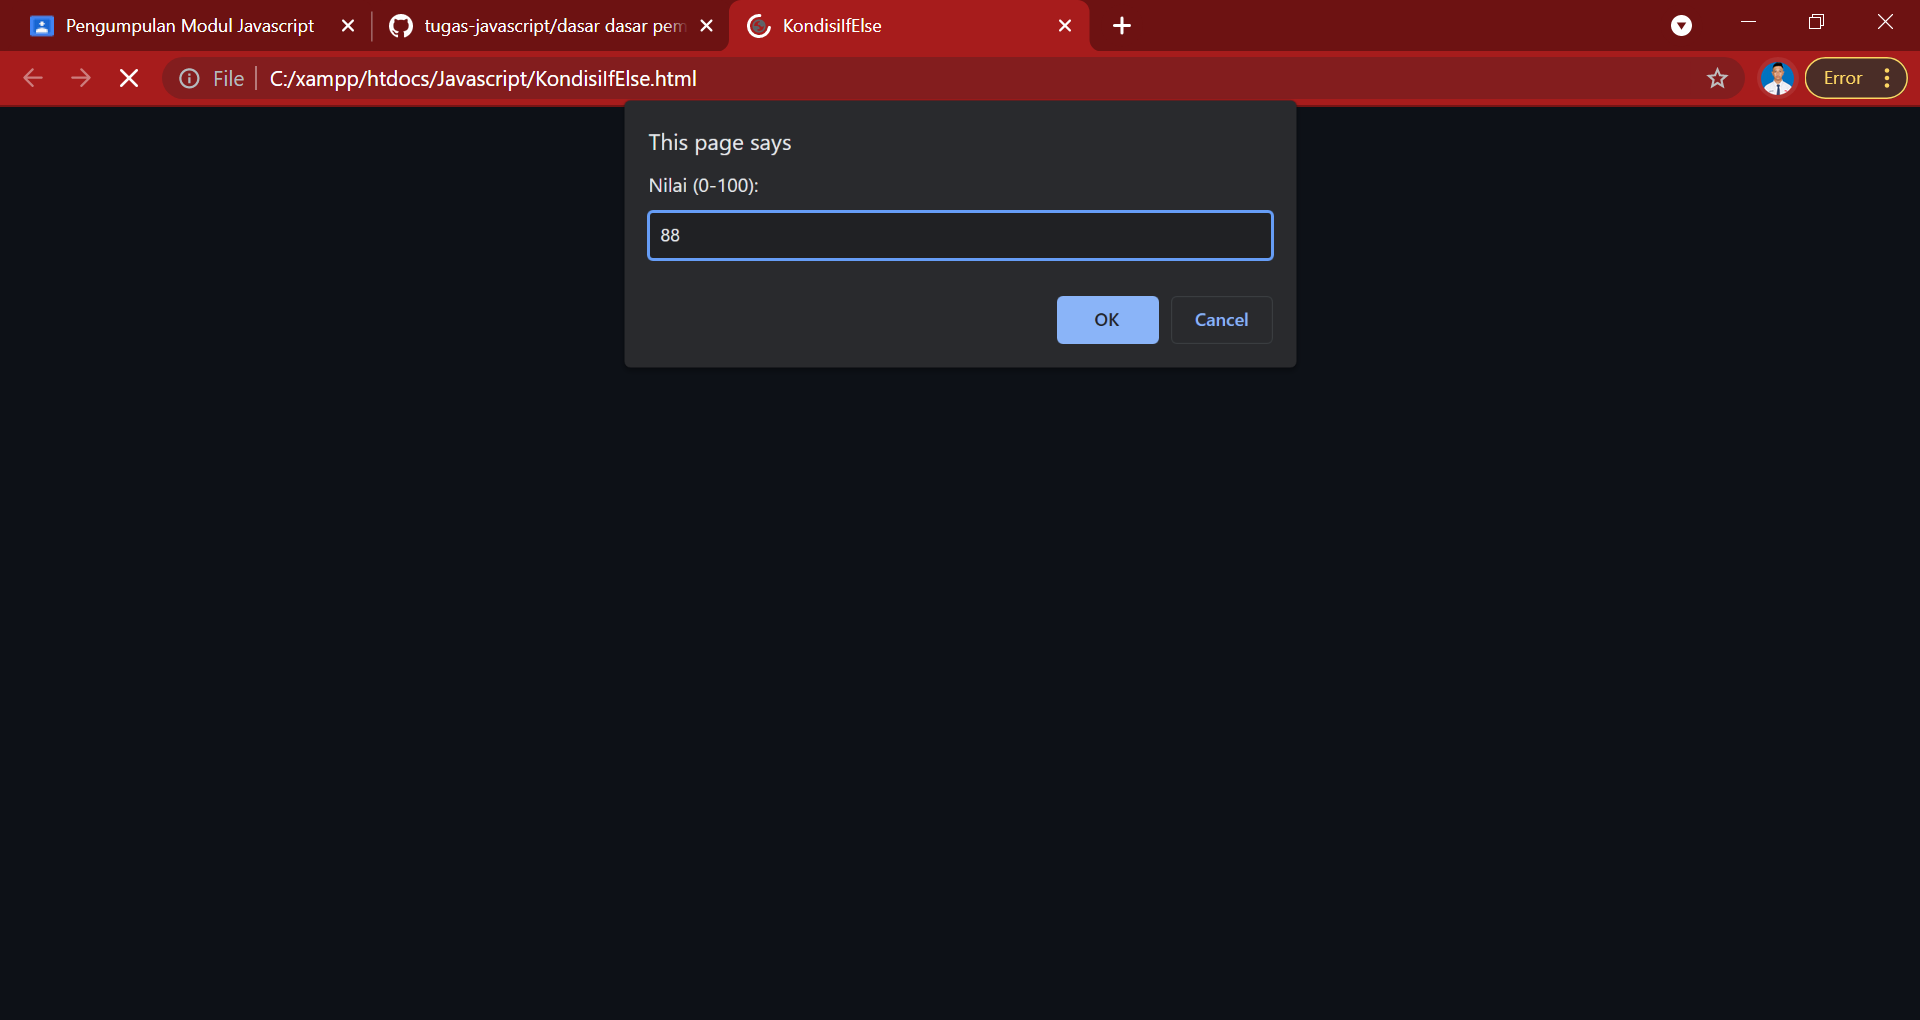 Pengumpulan Modul Javascript
tugas-javascript/dasar dasar pem
KondisiIfElse
File
C:/xampp/htdocs/Javascript/KondisiIfElse.html
Error
This page says
Nilai (0-100):
88
OK
Cancel